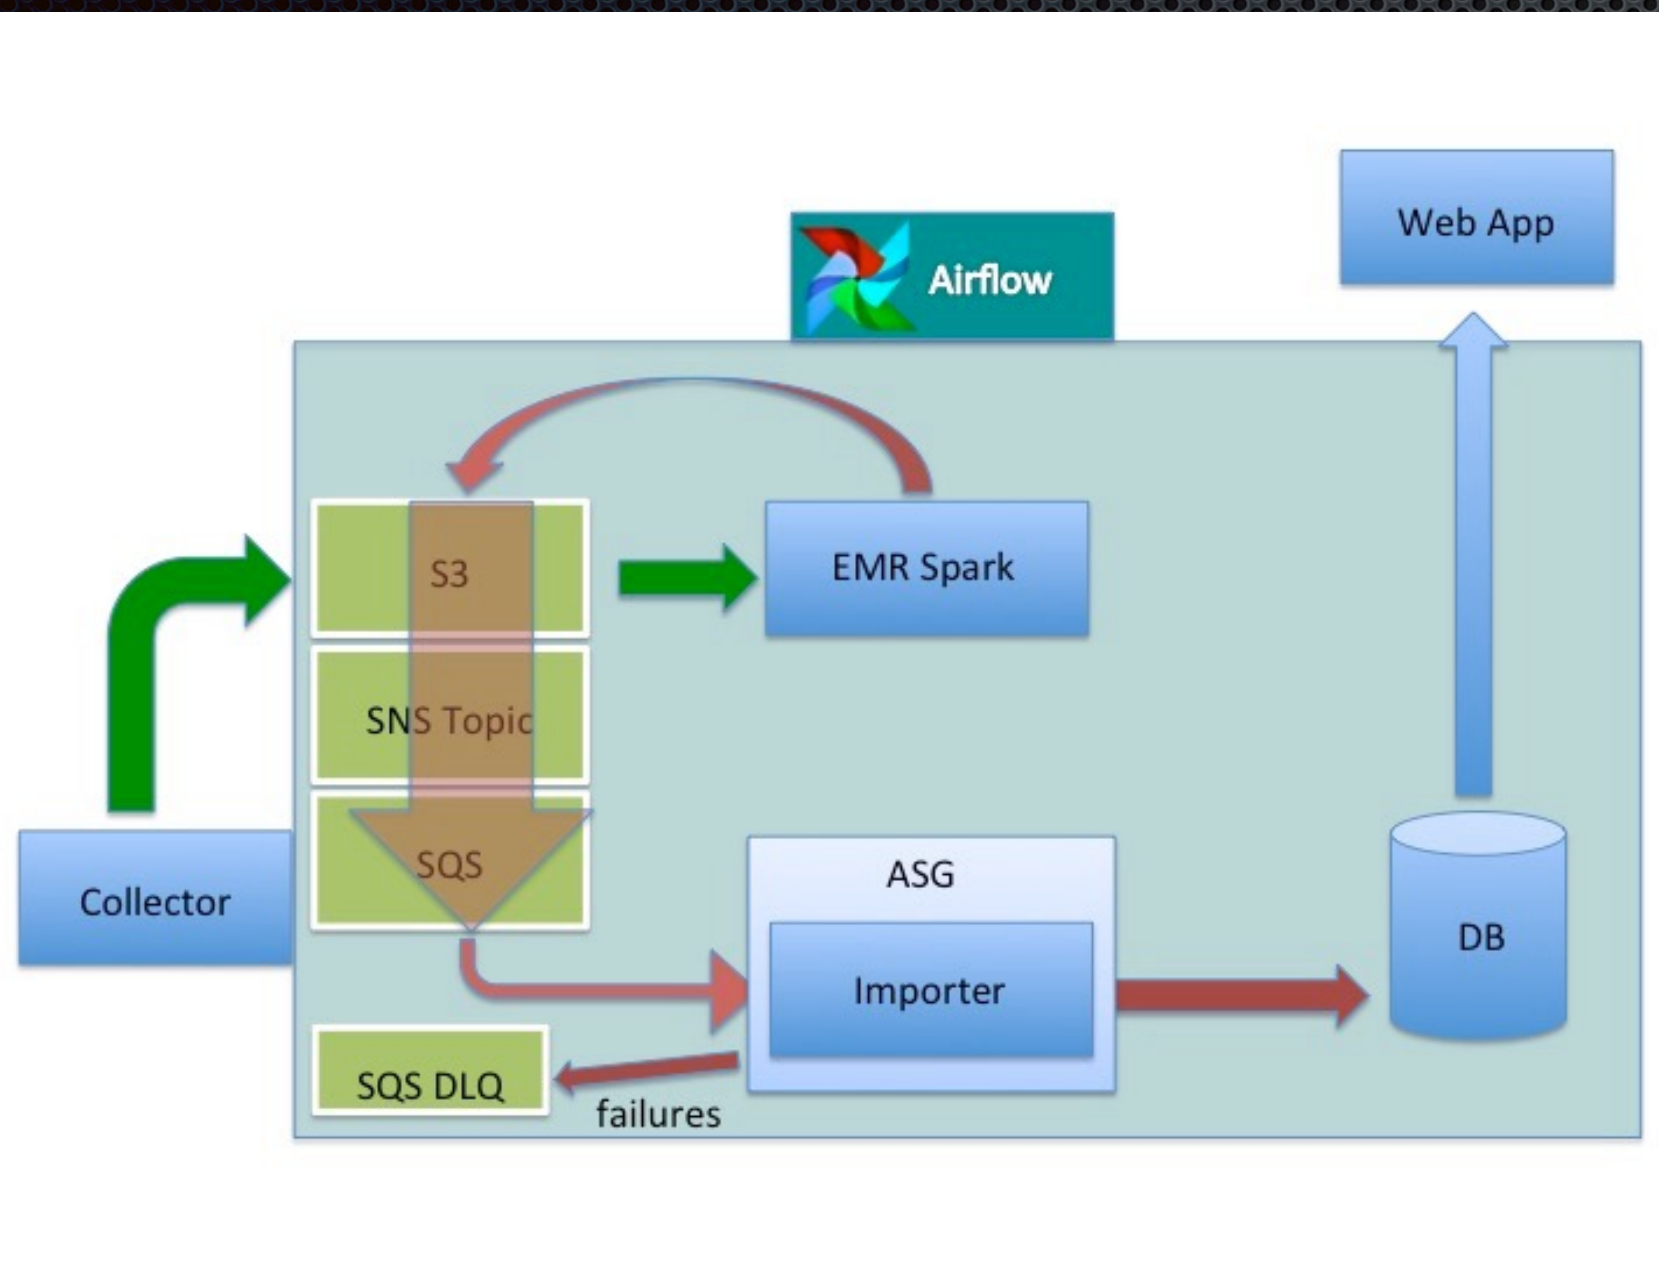 Web App
Airflow
S3
EMR Spark
SNS Topic
SQS
ASG
Collector
DB
Importer
SQS DLQ
failures